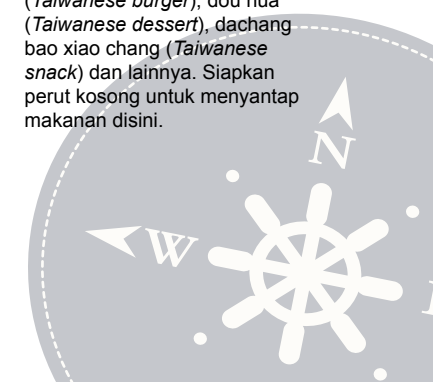 (Taiwanese burger), dou hua
(Taiwanese dessert), dachang
bao xiao chang (Taiwanese
snack) dan lainnya. Siapkan
perut kosong untuk menyantap
makanan disini.
N
W